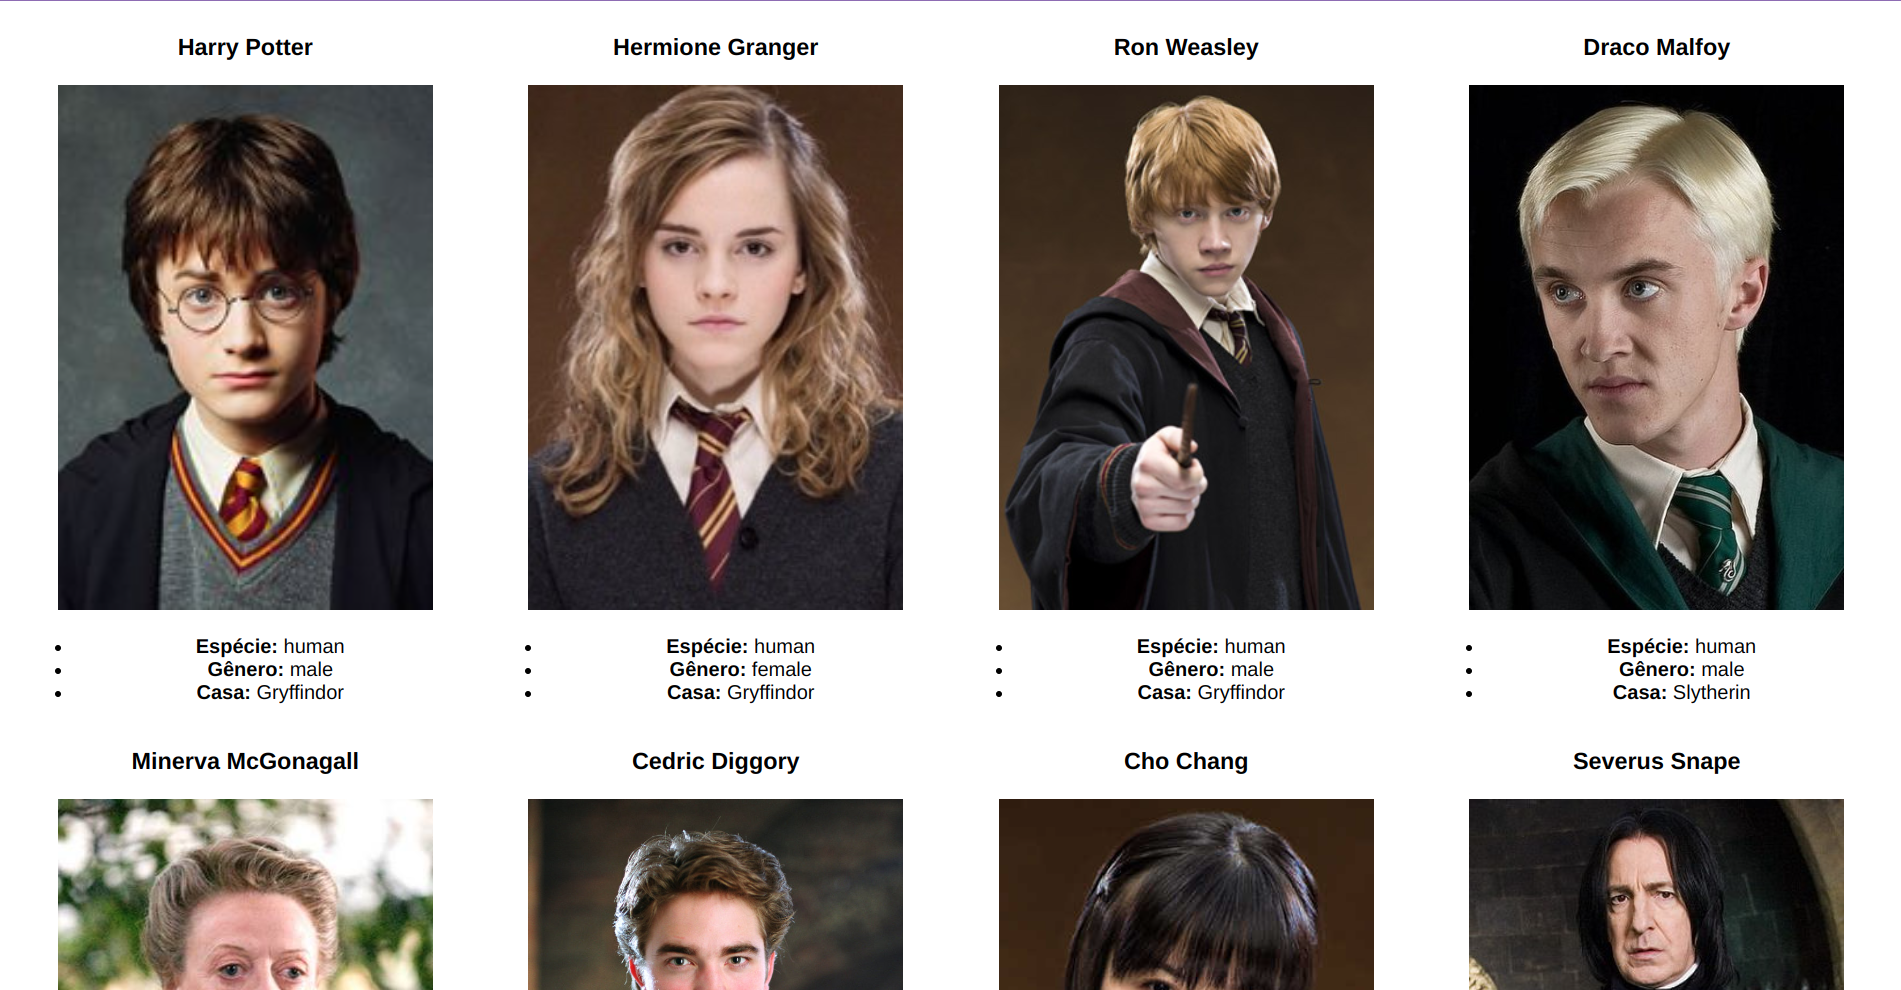 Harry Potter
Hermione Granger
Ron Weasley
Draco Malfoy
Espécie: human
Gênero: male
Casa: Gryffindor
Espécie: human
Gênero: female
Casa: Gryffindor
Espécie: human
Gênero: male
Casa: Gryffindor
Espécie: human
Gênero: male
Casa: Slytherin
Minerva McGonagall
Cedric Diggory
Cho Chang
Severus Snape